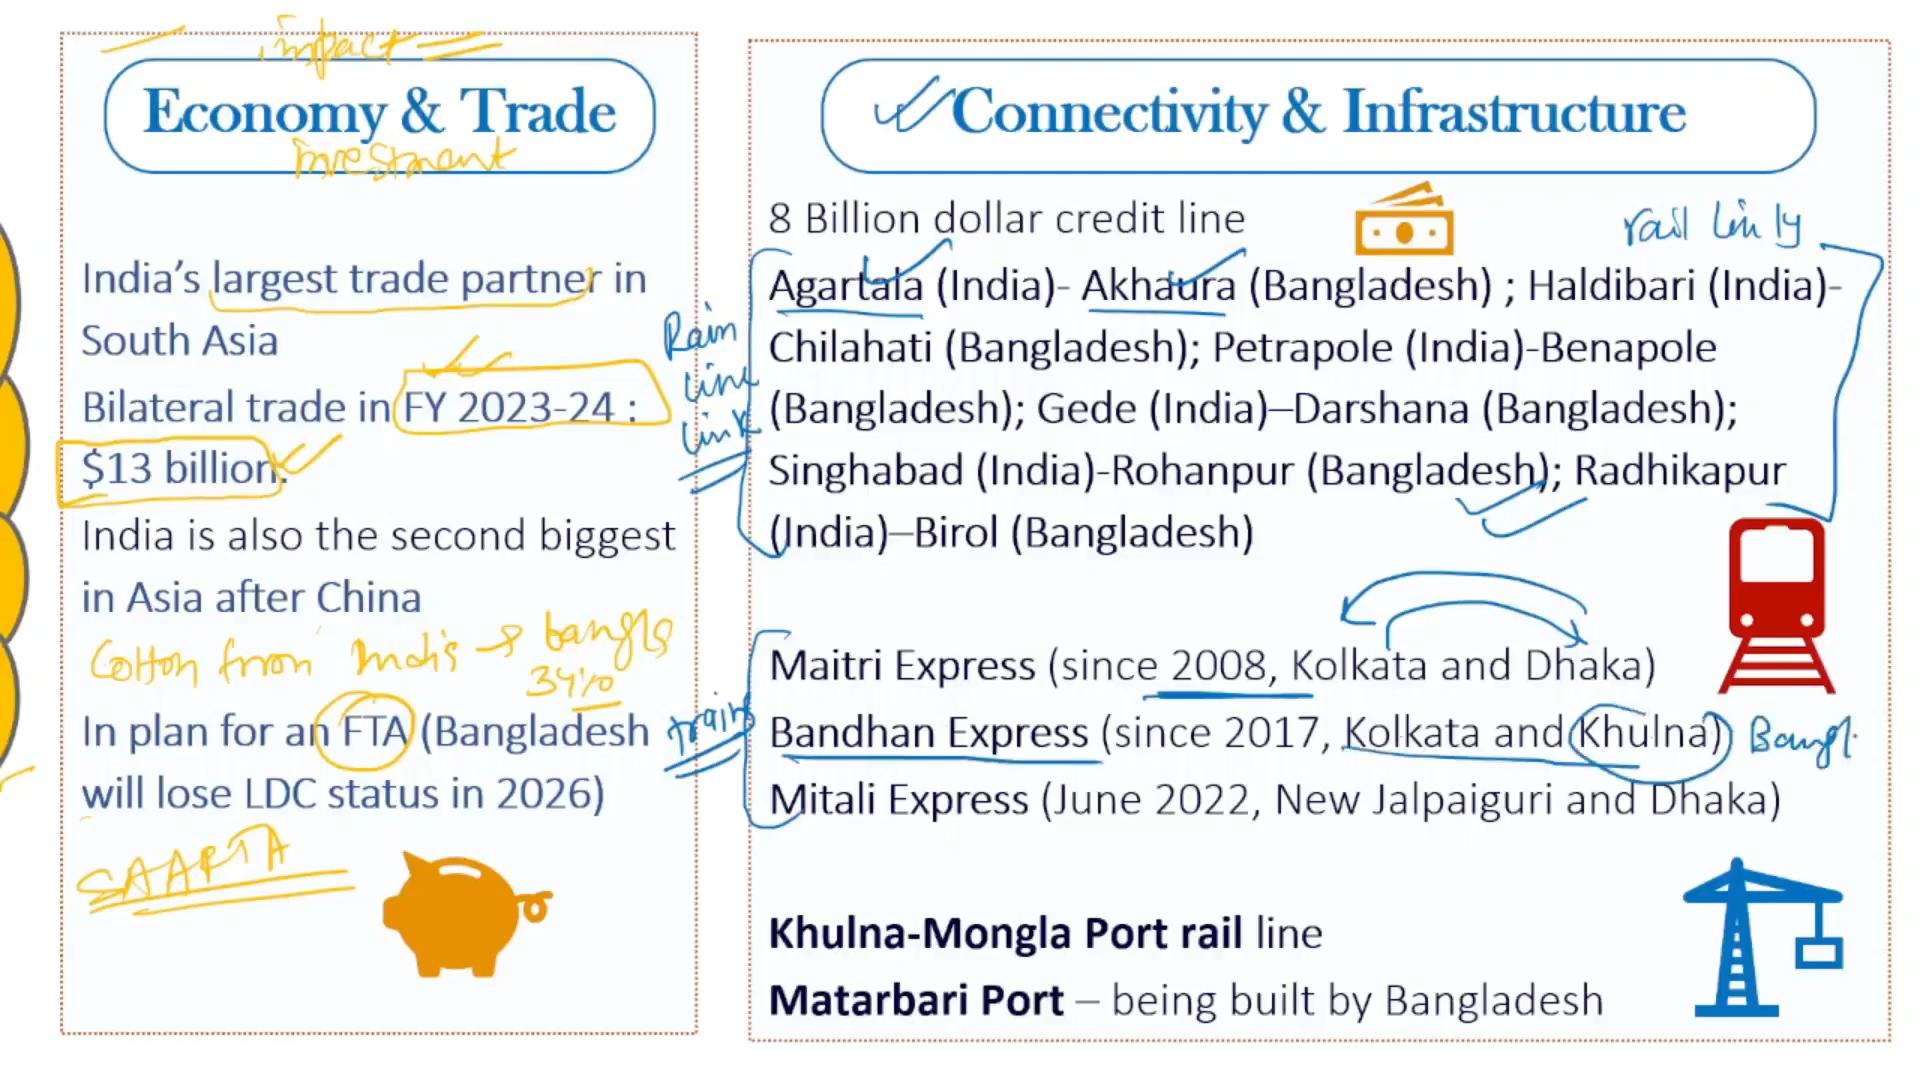 impact
Economy & Trade
investment
India's largest trade partner in
South Asia
Bilateral trade in FY 2023-24 :
$13 billion.
India is also the second biggest
in Asia after China
Cotton from India → bangla
34%
In plan for an FTA (Bangladesh
will lose LDC status in 2026)
SAARTA
Connectivity & Infrastructure
8 Billion dollar credit line
rail
Agartala (India)- Akhaura (Bangladesh) ; Haldibari (India)-
Chilahati (Bangladesh); Petrapole (India)-Benapole
(Bangladesh); Gede (India)–Darshana (Bangladesh);
Singhabad (India)-Rohanpur (Bangladesh); Radhikapur
(India)–Birol (Bangladesh)
Rain
line
link
Maitri Express (since 2008, Kolkata and Dhaka)
Bandhan Express (since 2017, Kolkata and Khulna) Bangl.
Mitali Express (June 2022, New Jalpaiguri and Dhaka)
trains
Khulna-Mongla Port rail line
Matarbari Port – being built by Bangladesh